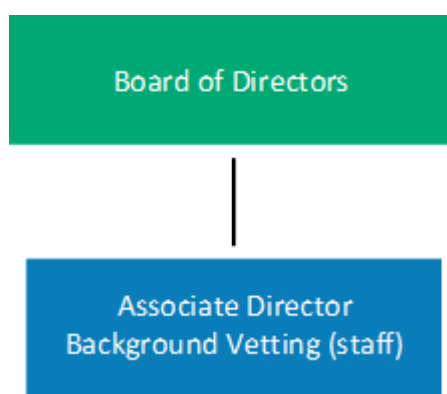 Board of Directors
Associate Director
Background Vetting (staff)